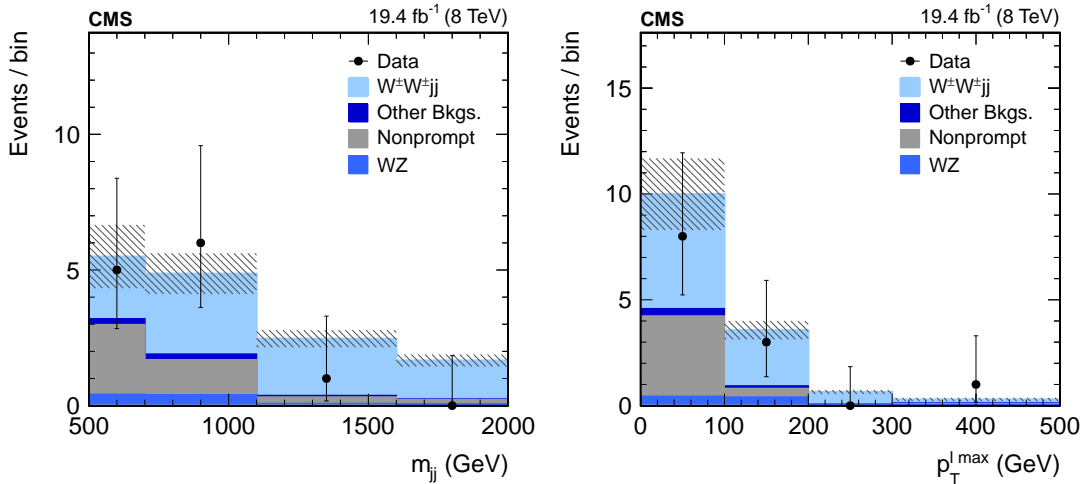 CMS 19.4 fb⁻¹ (8 TeV)
Events / bin
10
5
0
Data
W±W±jj
Other Bkgs.
Nonprompt
WZ
500 1000 1500 2000
m_jj (GeV)
CMS 19.4 fb⁻¹ (8 TeV)
Events / bin
15
10
5
0
Data
W±W±jj
Other Bkgs.
Nonprompt
WZ
0 100 200 300 400 500
p_T^l max (GeV)